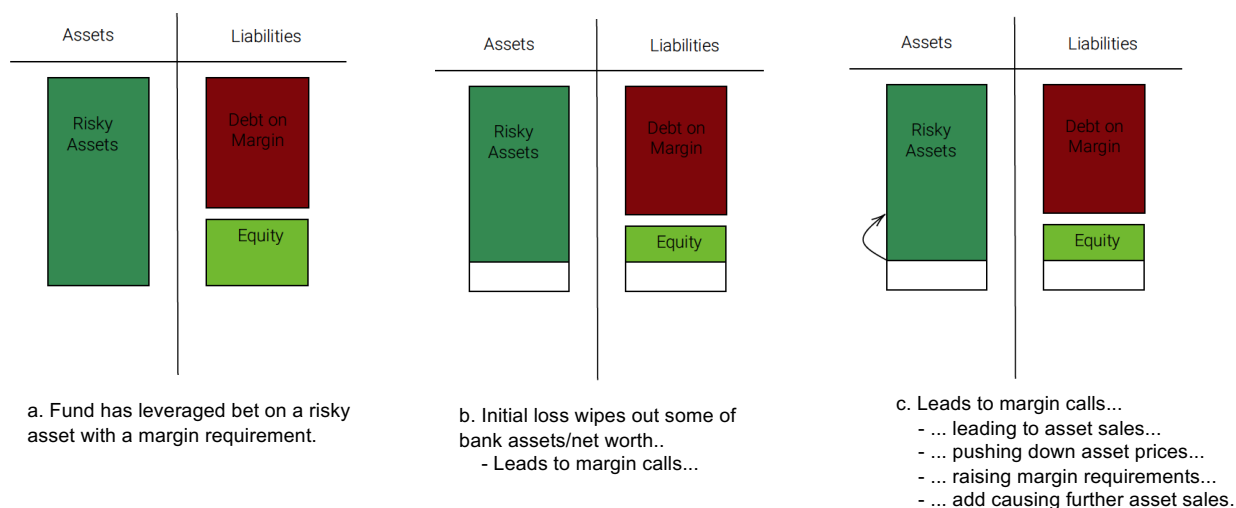 Assets
Liabilities
Risky
Assets
Debt on
Margin
Equity
a. Fund has leveraged bet on a risky
asset with a margin requirement.
Assets
Liabilities
Risky
Assets
Debt on
Margin
Equity
b. Initial loss wipes out some of
bank assets/net worth..
- Leads to margin calls...
Assets
Liabilities
Risky
Assets
Debt on
Margin
Equity
c. Leads to margin calls...
- ... leading to asset sales...
- ... pushing down asset prices...
- ... raising margin requirements...
- ... add causing further asset sales.